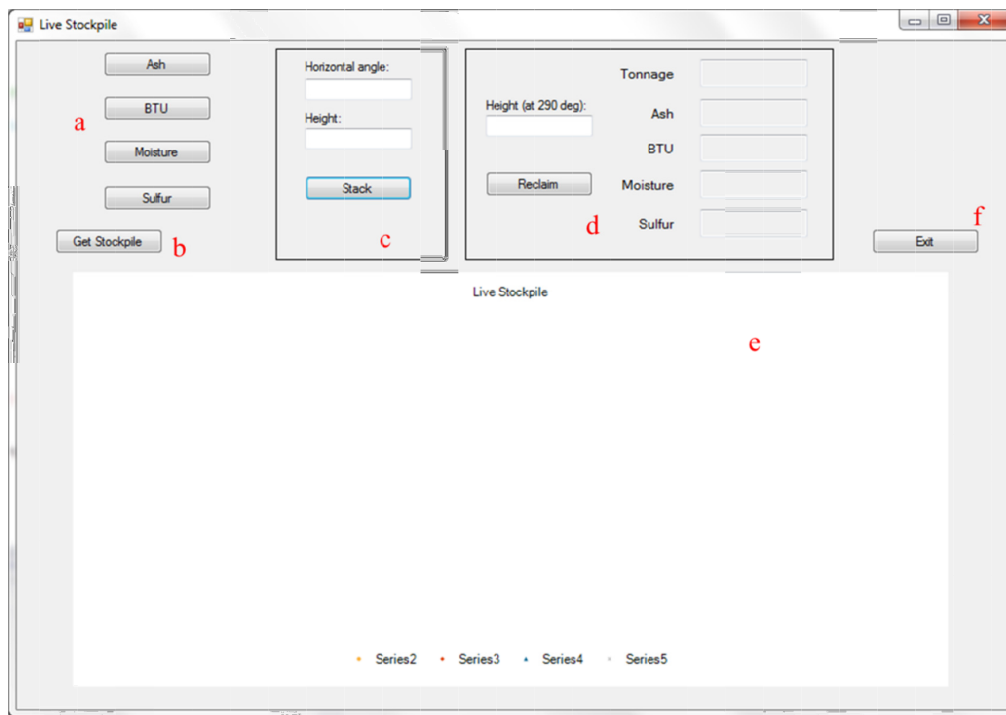 Live Stockpile
Ash
BTU
Moisture
Sulfur
a
Get Stockpile
b
Horizontal angle:
Height:
Stack
c
Height (at 290 deg):
Reclaim
d
Tonnage
Ash
BTU
Moisture
Sulfur
f
Exit
Live Stockpile
e
Series2 Series3 Series4 Series5